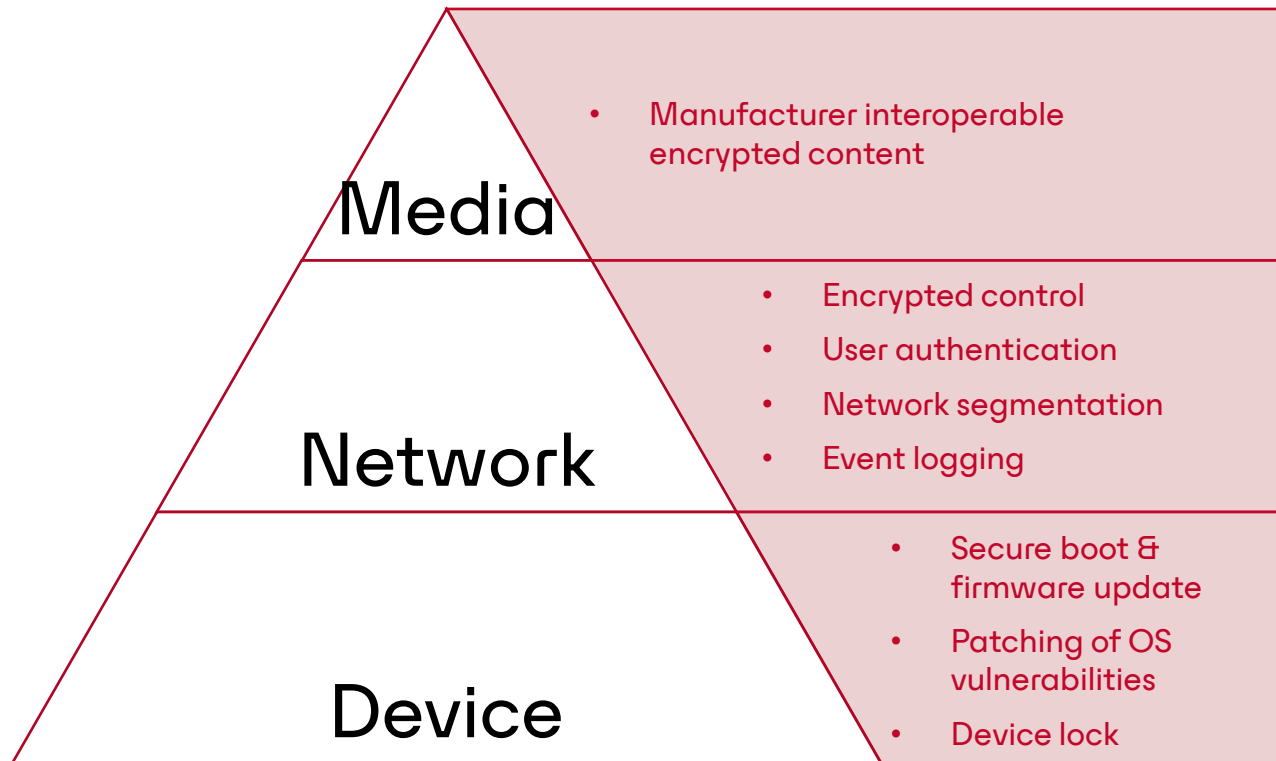 • Manufacturer interoperable
encrypted content
Media
• Encrypted control
• User authentication
• Network segmentation
• Event logging
Network
• Secure boot &
firmware update
• Patching of OS
vulnerabilities
• Device lock
Device